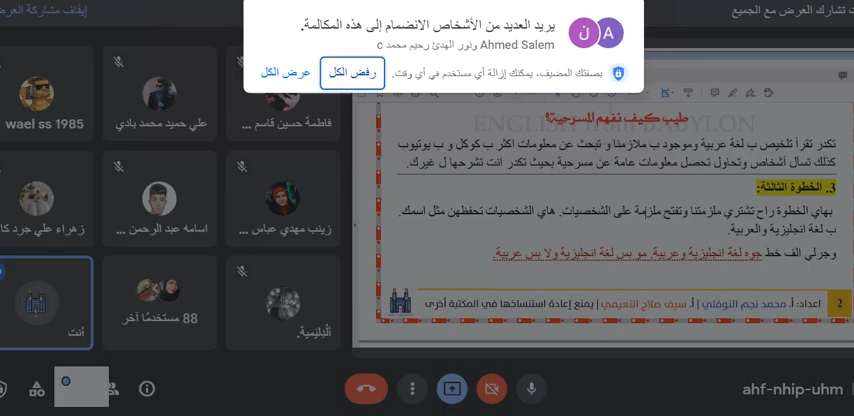 إيقاف مشاركة العرض
ت تشارك العرض مع الجميع
يريد العديد من الأشخاص الانضمام إلى هذه المكالمة.
Ahmed Salem ونور الهدئ رحيم محمد c
بصفتك المضيف، يمكنك إزالة أي مستخدم في أي وقت.
رفض الكل
عرض الكل
wael ss 1985
علي حميد محمد بادي
فاطمة حسين قاسم ...
زهراء علي جرد كا
اسامه عبد الرحمن ...
زينب مهدي عباس ...
أنت
88 مستخدمًا آخر
ENGLISH from BABYLON
طيب كيف نفهم المسرحية؟!
تكدر تقرأ تلخيص ب لغة عربية وموجود ب ملازمنا و تبحث عن معلومات اكثر ب كوكل و ب يوتيوب
كذلك تسأل أشخاص وتحاول تحصل معلومات عامة عن مسرحية بحيث تكدر انت تشرحها ل غيرك.
3. الخطوة الثالثة:
بهاي الخطوة راح تشتري ملزمتنا وتفتح ملزمة على الشخصيات. هاي الشخصيات تحفظهن مثل اسمك.
ب لغة انجليزية والعربية.
وجرلي الف خط جوه لغة انجليزية وعربية. مو بس لغة انجليزية ولا بس عربية.
اعداد: أ. محمد نجم النوفلي | أ. سرف صلاح النعيمي | يمنع إعادة استنساخها في المكتبة أخرى
2
ahf-nhip-uhm